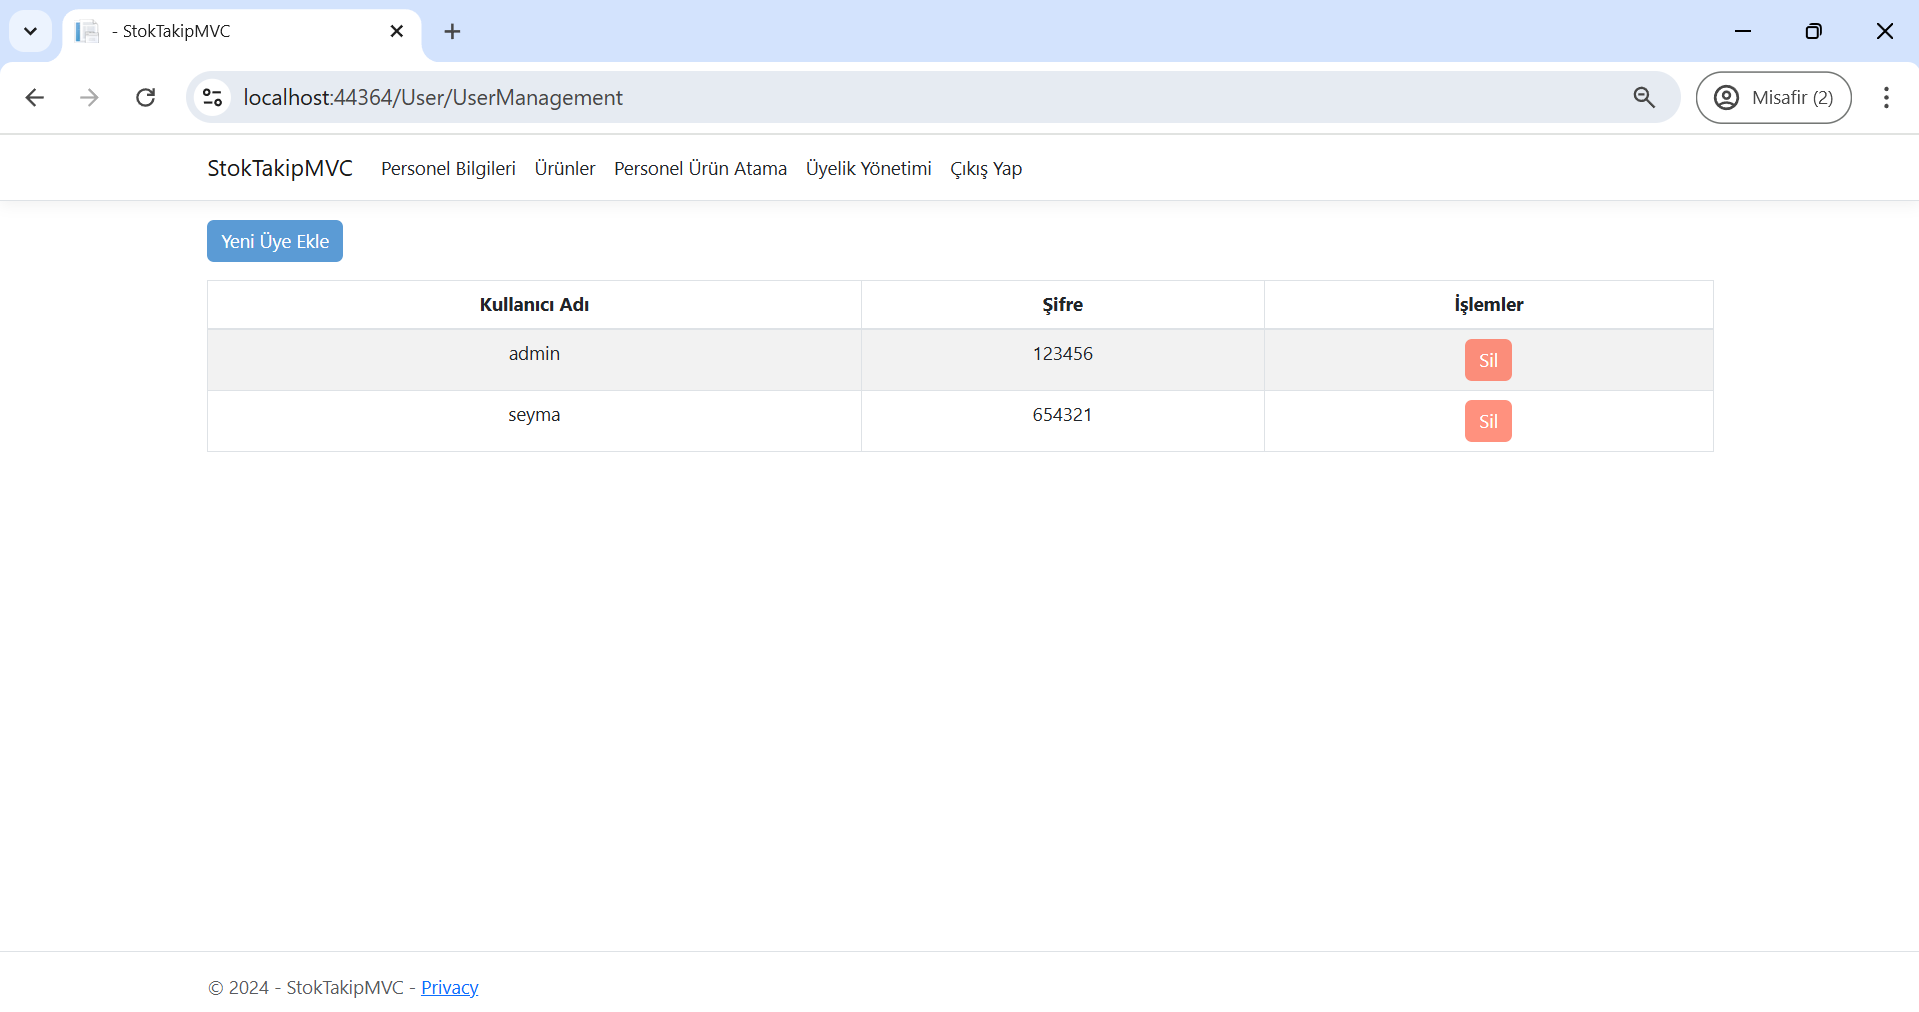 - StokTakipMVC
localhost:44364/User/UserManagement
Misafir (2)
StokTakipMVC Personel Bilgileri Ürünler Personel Ürün Atama Üyelik Yönetimi Çıkış Yap
Yeni Üye Ekle
Kullanıcı Adı Şifre İşlemler
admin 123456 Sil
seyma 654321 Sil
© 2024 - StokTakipMVC - Privacy